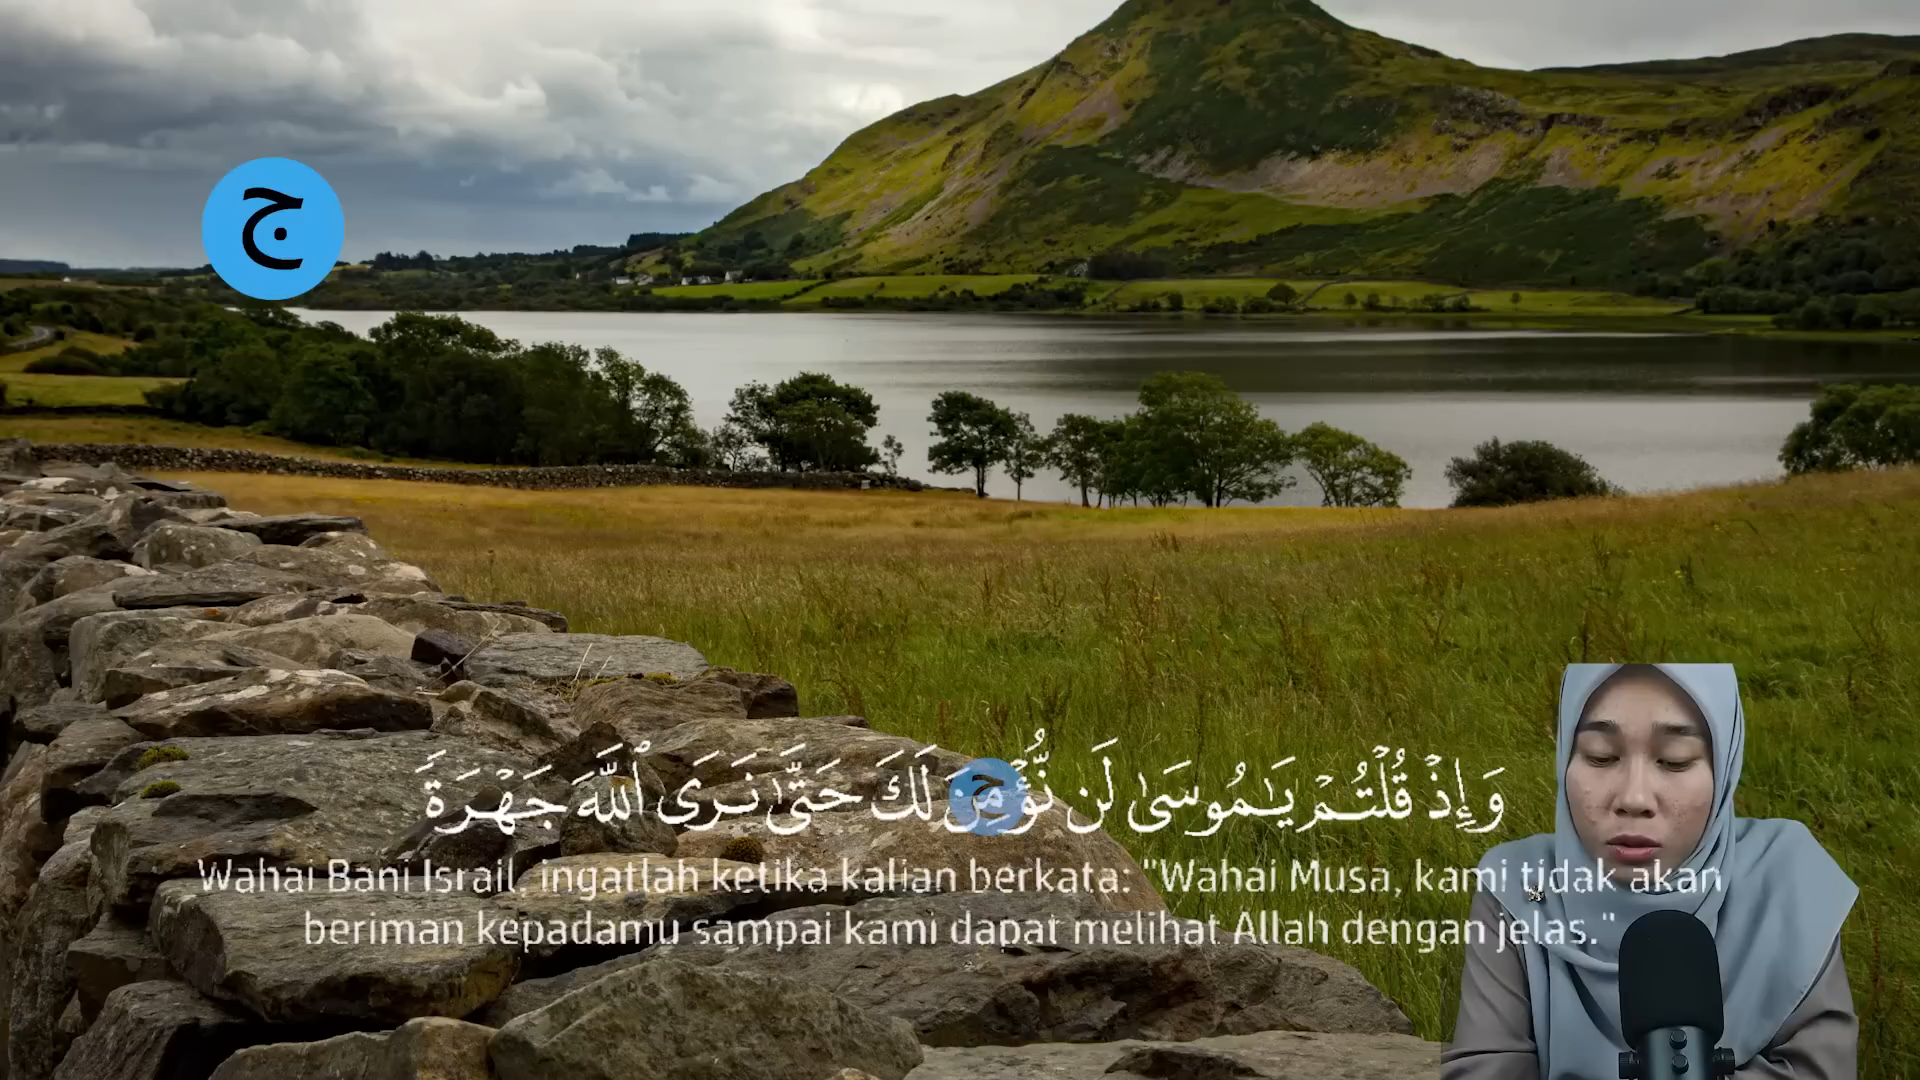 ج
وَإِذْ قُلْتُمْ يَٰمُوسَىٰ لَن نُّؤْمِنَ لَكَ حَتَّىٰ نَرَى ٱللَّهَ جَهْرَةً
ج
Wahai Bani Israil, ingatlah ketika kalian berkata: "Wahai Musa, kami tidak akan
beriman kepadamu sampai kami dapat melihat Allah dengan jelas."